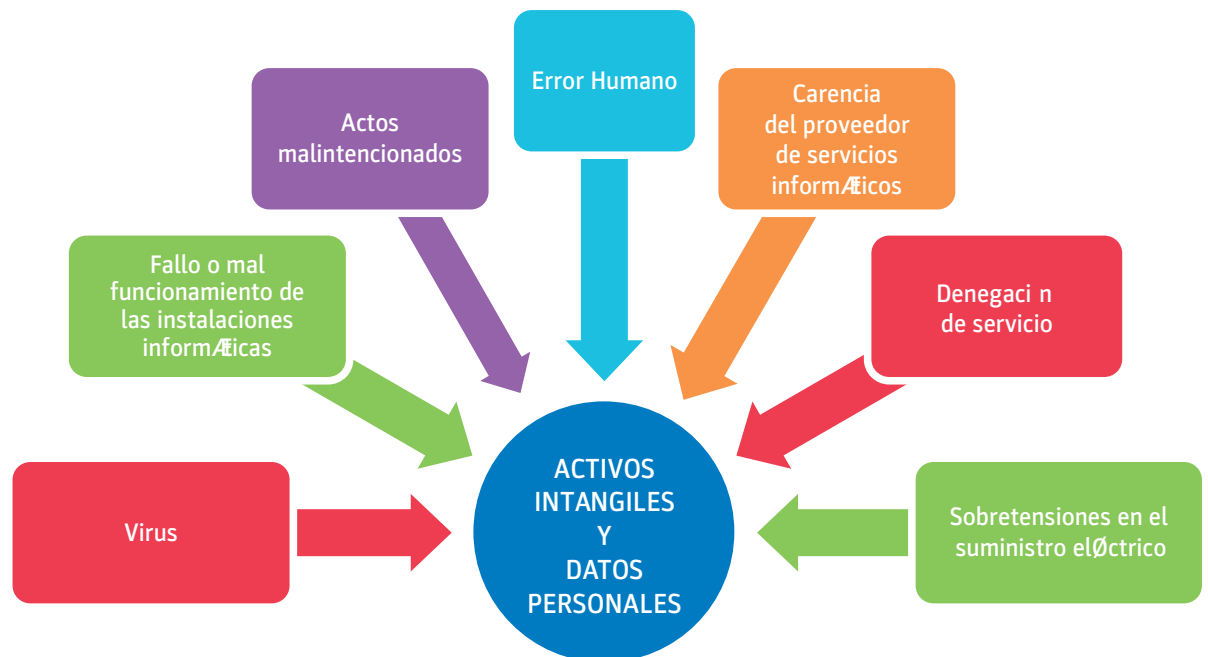 Error Humano
Actos
malintencionados
Carencia
del proveedor
de servicios
informÆticos
Fallo o mal
funcionamiento de
las instalaciones
informÆticas
Denegaci n
de servicio
Virus
ACTIVOS
INTANGILES
Y
DATOS
PERSONALES
Sobretensiones en el
suministro elØctrico